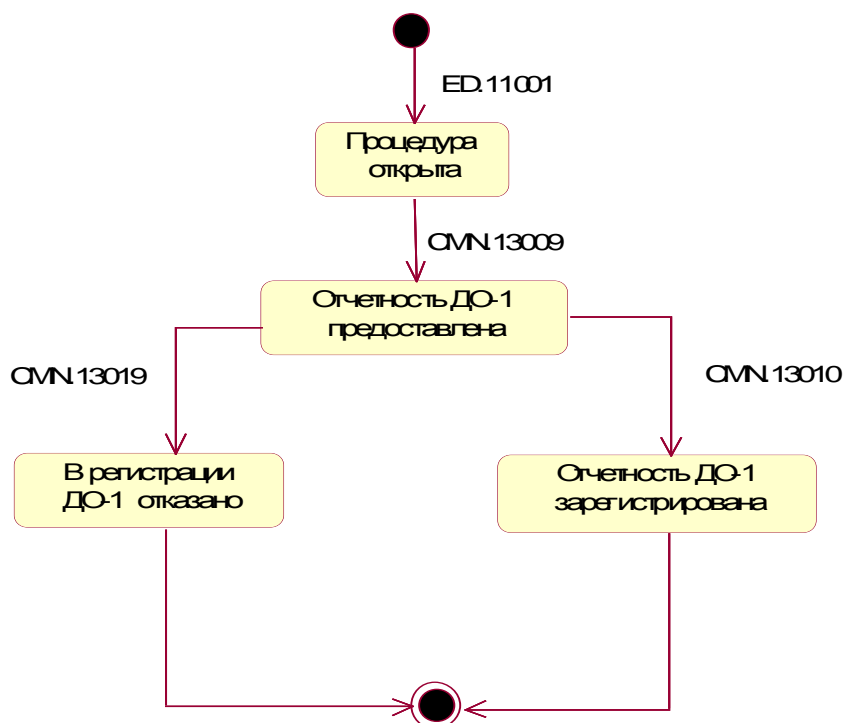 ED.11001
Процедура
открыта
CMN.13009
Отчетность ДО-1
предоставлена
CMN.13019
CMN.13010
В регистрации
ДО-1 отказано
Отчетность ДО-1
зарегистрирована